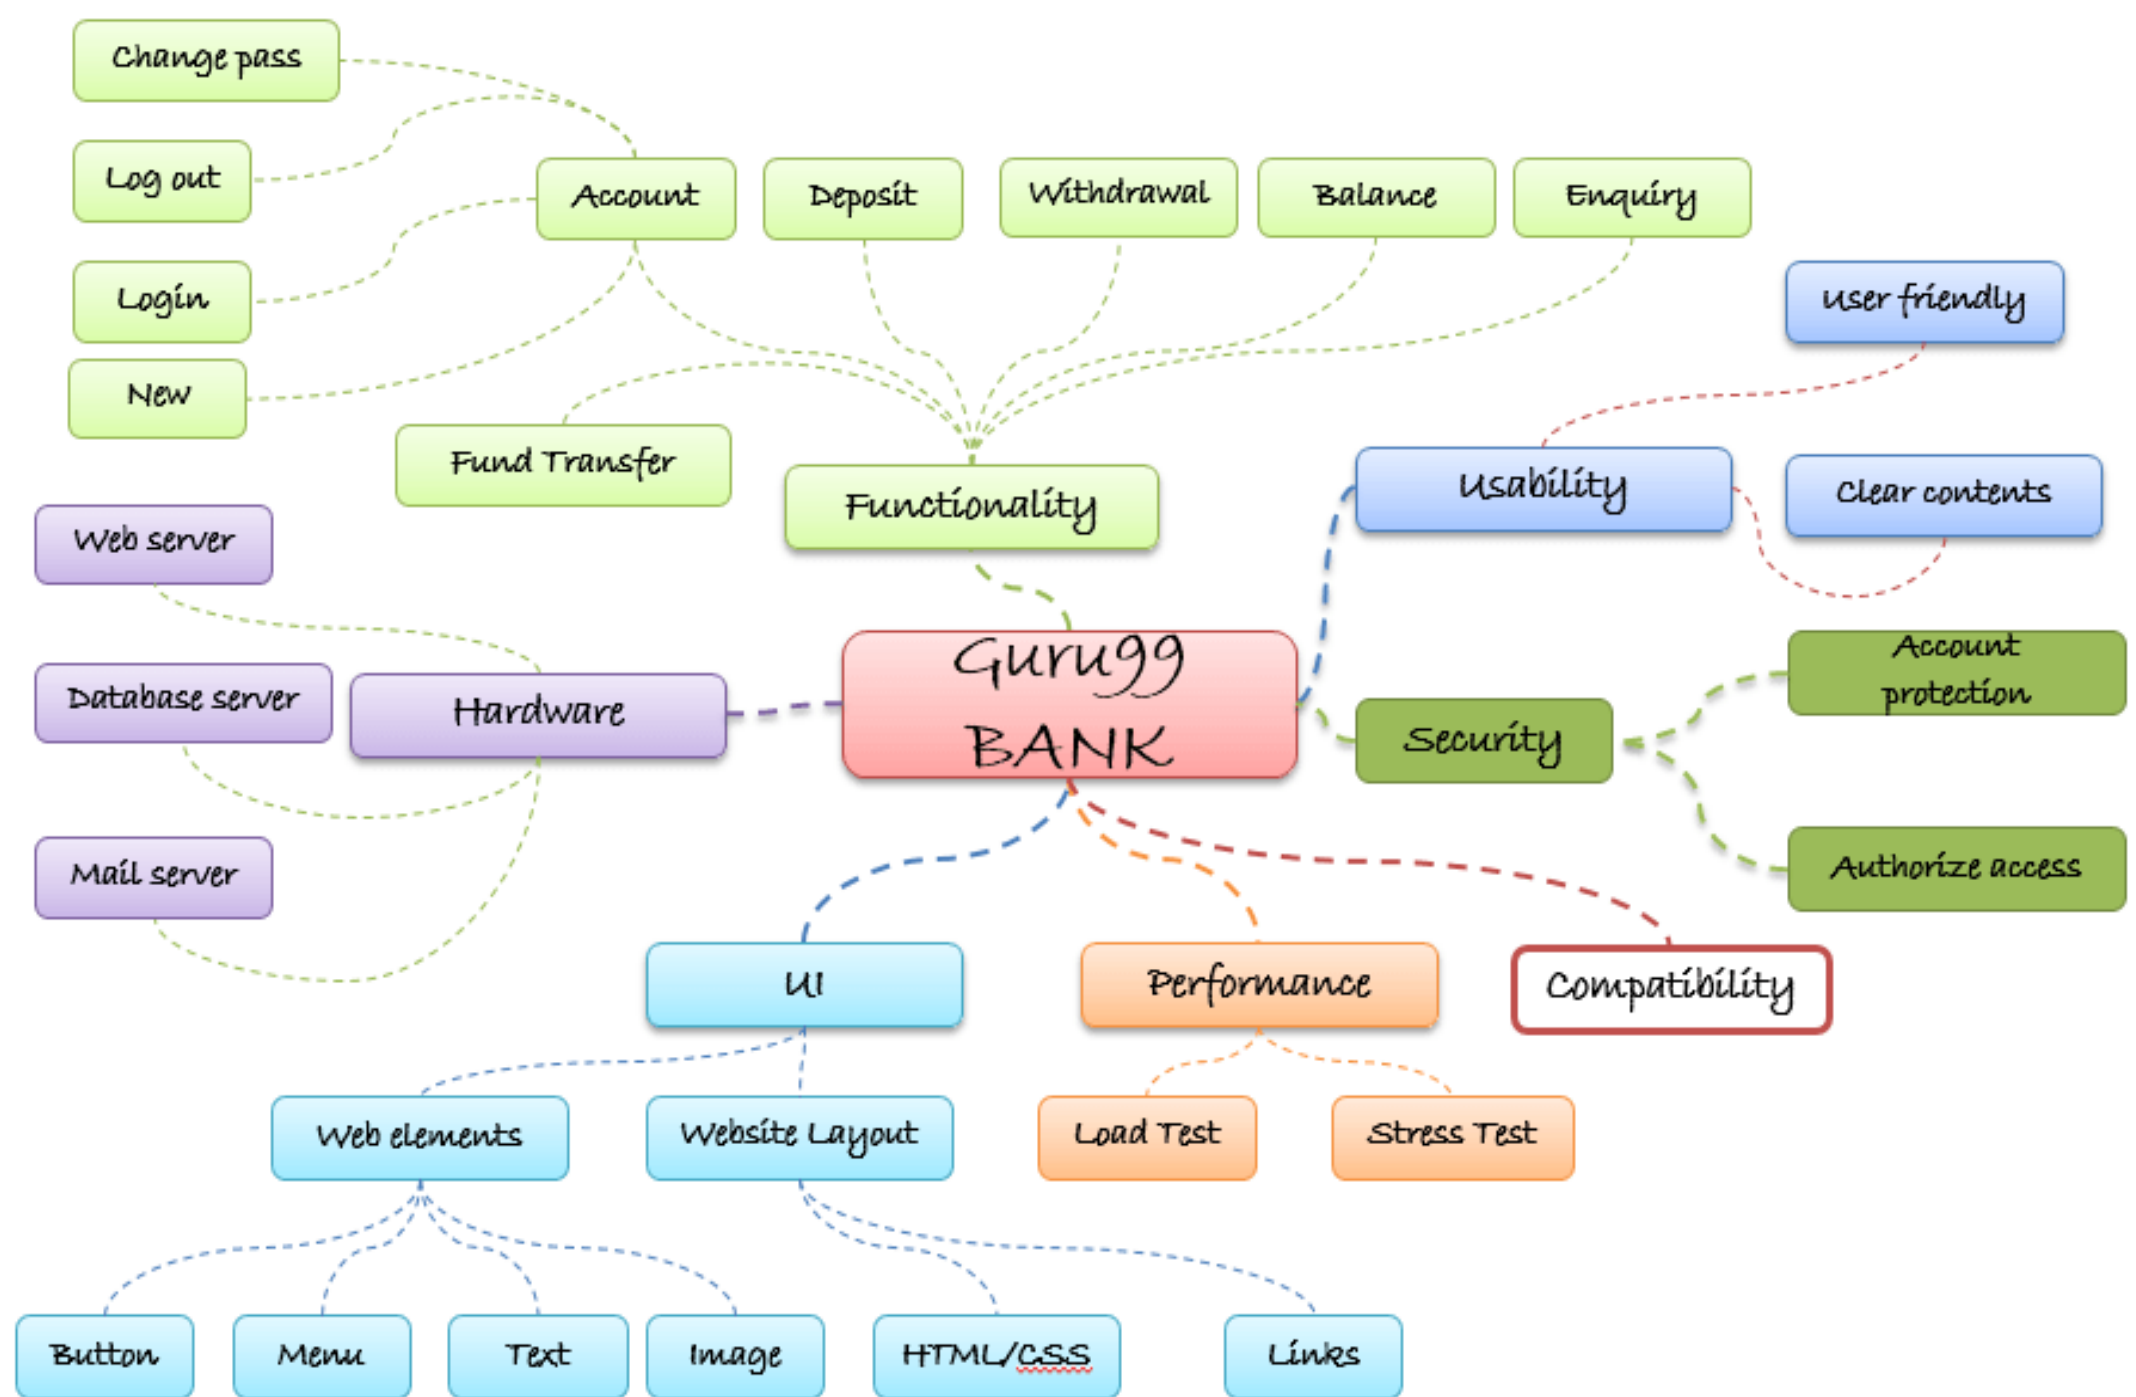 Change pass
Log out
Account
Deposit
Withdrawal
Balance
Enquiry
Login
User friendly
New
Fund Transfer
Functionality
Usability
Clear contents
Web server
Guru99
BANK
Account
protection
Database server
Hardware
Security
Mail server
Authorize access
UI
Performance
Compatibility
Web elements
Website Layout
Load Test
Stress Test
Button
Menu
Text
Image
HTML/CSS
Links